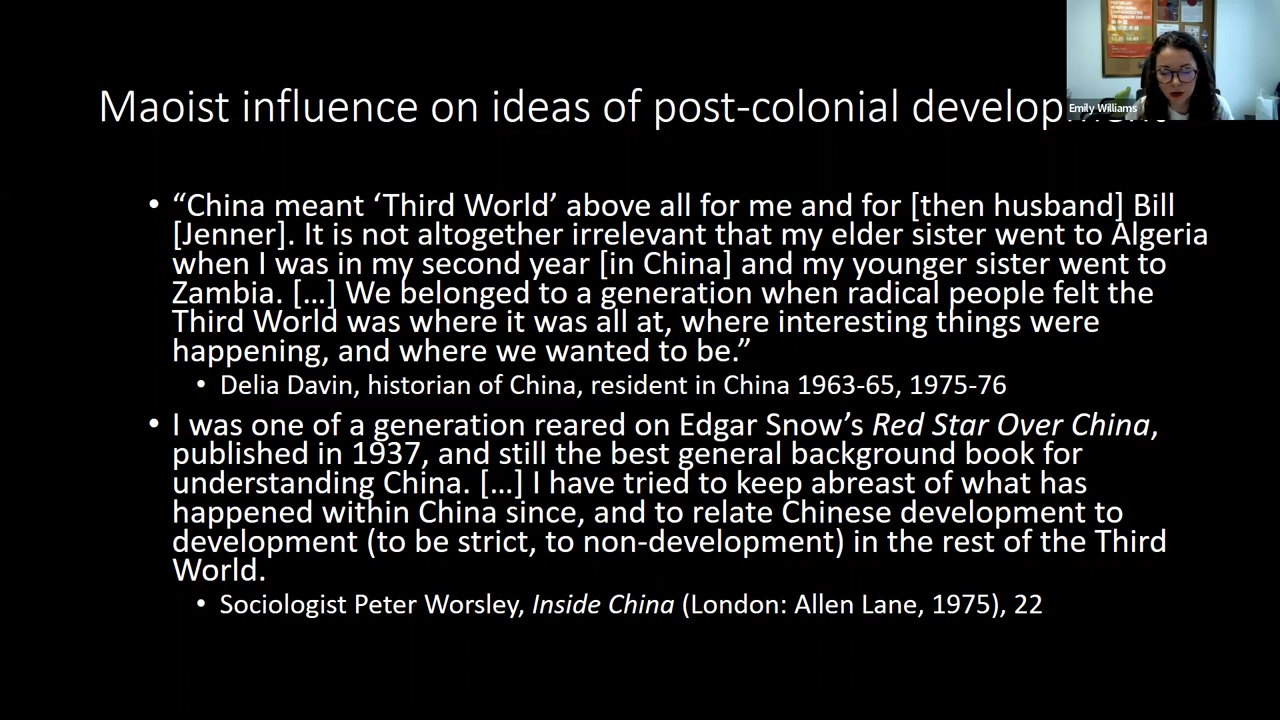 Maoist influence on ideas of post-colonial development
Emily Williams
• “China meant ‘Third World’ above all for me and for [then husband] Bill
[Jenner]. It is not altogether irrelevant that my elder sister went to Algeria
when I was in my second year [in China] and my younger sister went to
Zambia. […] We belonged to a generation when radical people felt the
Third World was where it was all at, where interesting things were
happening, and where we wanted to be.”
• Delia Davin, historian of China, resident in China 1963-65, 1975-76
• I was one of a generation reared on Edgar Snow’s Red Star Over China,
published in 1937, and still the best general background book for
understanding China. […] I have tried to keep abreast of what has
happened within China since, and to relate Chinese development to
development (to be strict, to non-development) in the rest of the Third
World.
• Sociologist Peter Worsley, Inside China (London: Allen Lane, 1975), 22